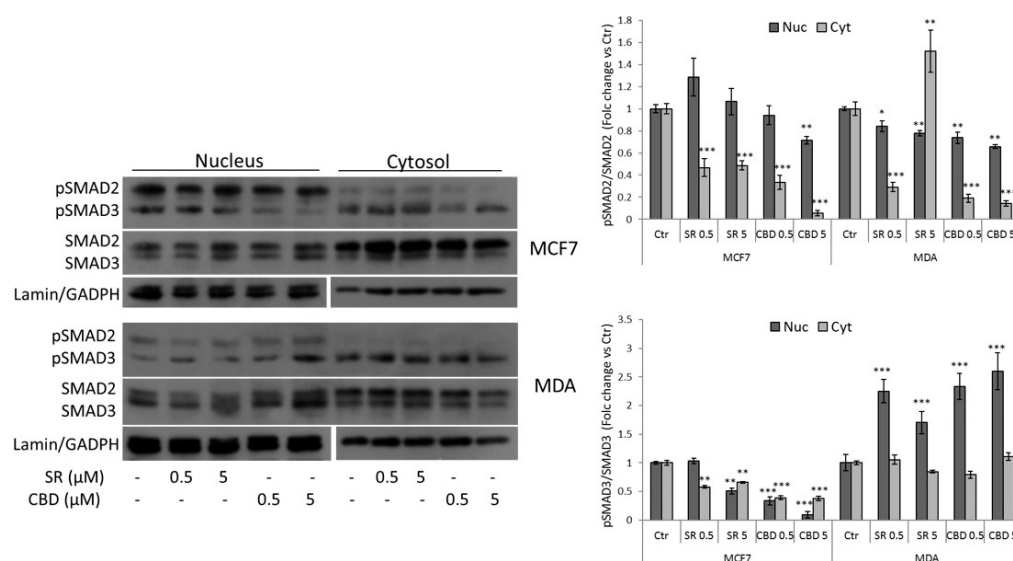 Nucleus Cytosol
pSMAD2
pSMAD3
SMAD2
SMAD3
MCF7
Lamin/GADPH
pSMAD2
pSMAD3
SMAD2
SMAD3
MDA
Lamin/GADPH
SR (µM) - 0.5 5 - - - 0.5 5 - -
CBD (µM) - - - 0.5 5 - - - 0.5 5
pSMAD2/SMAD2 (Folc change vs Ctr)
1.8
1.6
1.4
1.2
1
0.8
0.6
0.4
0.2
0
Nuc Cyt
*** *** *** ** *** * *** ** ** ** *** ** ***
Ctr SR 0.5 SR 5 CBD 0.5 CBD 5 Ctr SR 0.5 SR 5 CBD 0.5 CBD 5
MCF7 MDA
pSMAD3/SMAD3 (Folc change vs Ctr)
3.5
3
2.5
2
1.5
1
0.5
0
Nuc Cyt
** ** ** *** *** *** *** *** *** *** ***
Ctr SR 0.5 SR 5 CBD 0.5 CBD 5 Ctr SR 0.5 SR 5 CBD 0.5 CBD 5
MCF7 MDA